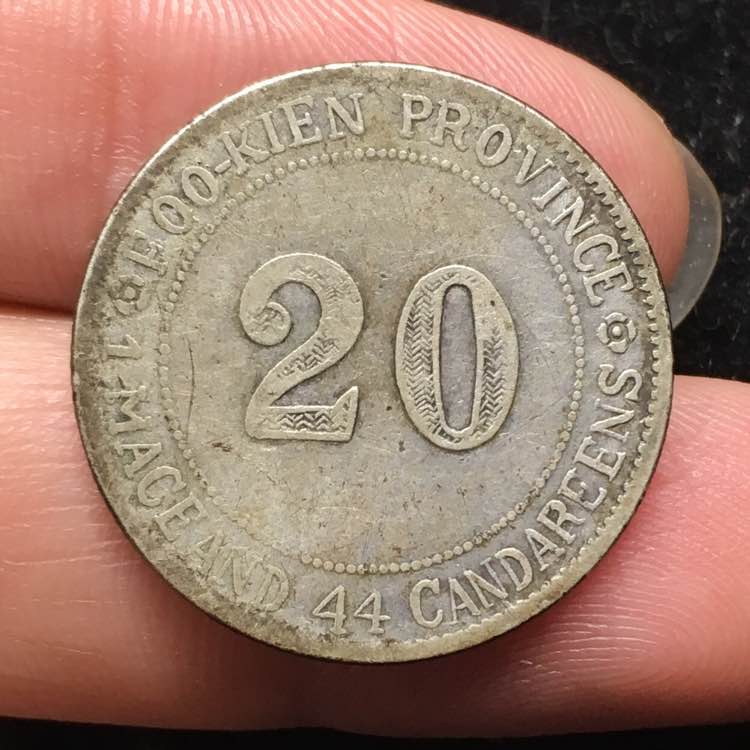 FOO-KIEN PROVINCE
20
1 MACE AND 44 CANDAREENS